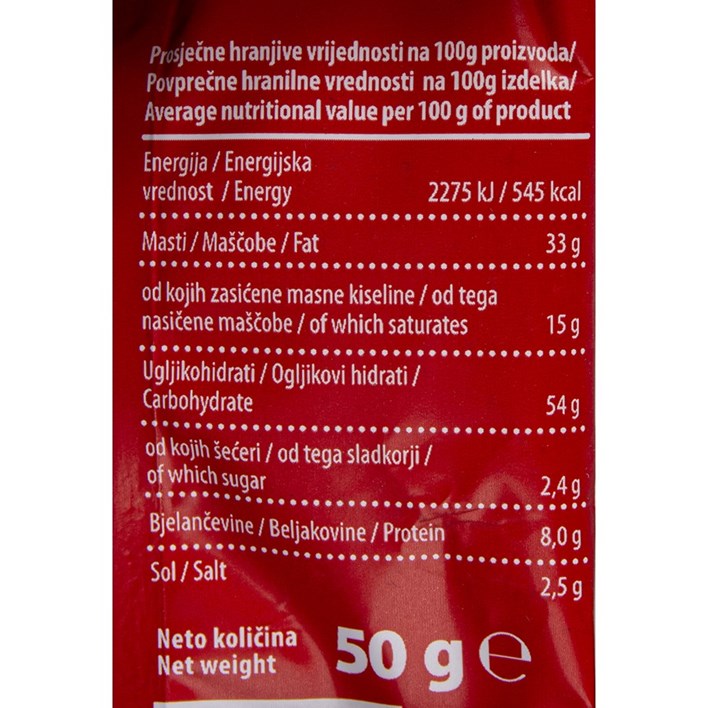 Prosječne hranjive vrijednosti na 100g proizvoda/
Povprečne hranilne vrednosti na 100g izdelka/
Average nutritional value per 100 g of product
Energija / Energijska
vrednost / Energy 2275 kJ / 545 kcal
Masti / Maščobe / Fat 33 g
od kojih zasićene masne kiseline / od tega
nasičene maščobe / of which saturates 15 g
Ugljikohidrati / Ogljikovi hidrati /
Carbohydrate 54 g
od kojih šećeri / od tega sladkorji /
of which sugar 2,4 g
Bjelančevine / Beljakovine / Protein 8,0 g
Sol / Salt 2,5 g
Neto količina
Net weight 50 g ℮